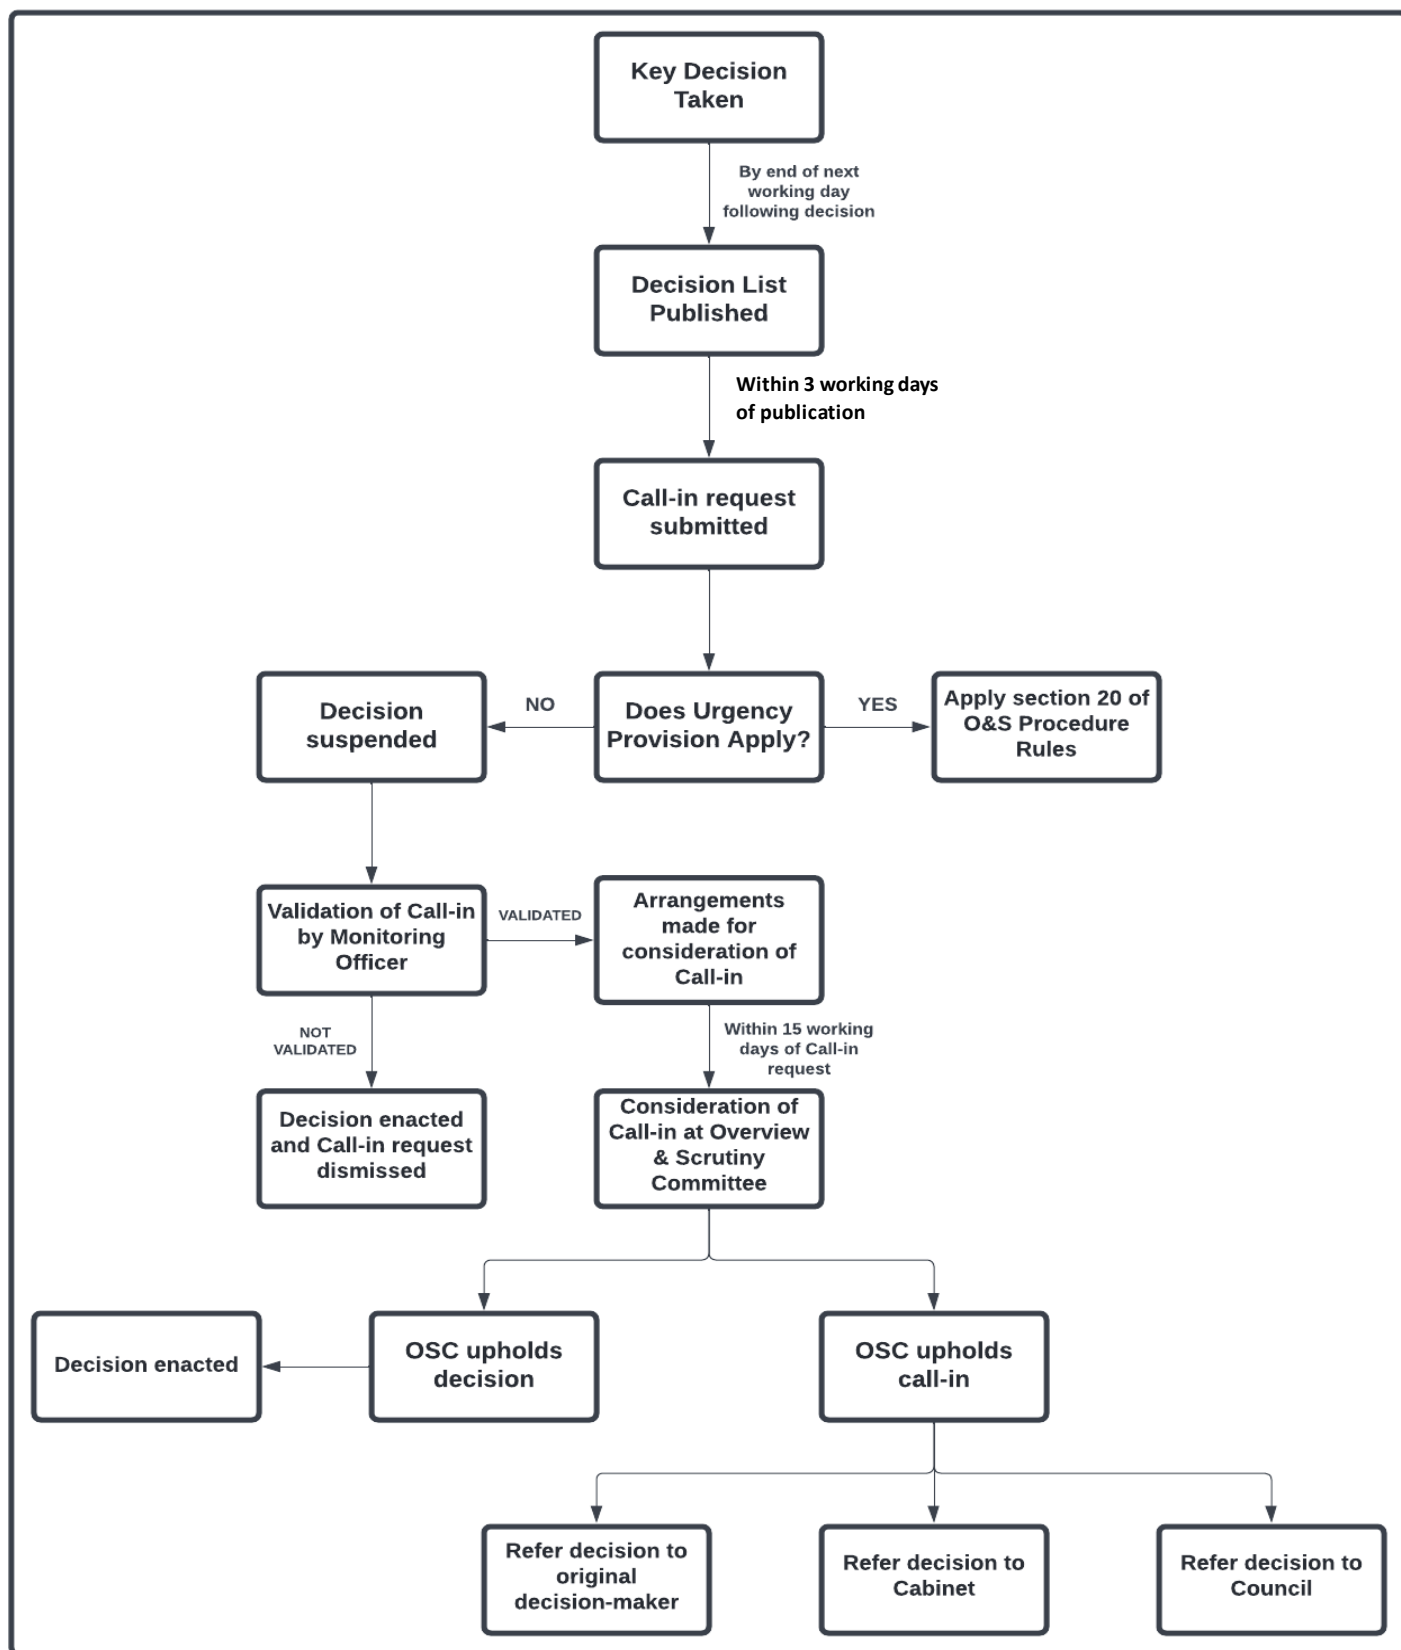 Key Decision
Taken
By end of next
working day
following decision
Decision List
Published
Within 3 working days
of publication
Call-in request
submitted
Decision
suspended
NO
Does Urgency
Provision Apply?
YES
Apply section 20 of
O&S Procedure
Rules
Validation of Call-in
by Monitoring
Officer
VALIDATED
Arrangements
made for
consideration of
Call-in
NOT
VALIDATED
Within 15 working
days of Call-in
request
Decision enacted
and Call-in request
dismissed
Consideration of
Call-in at Overview
& Scrutiny
Committee
Decision enacted
OSC upholds
decision
OSC upholds
call-in
Refer decision to
original
decision-maker
Refer decision to
Cabinet
Refer decision to
Council